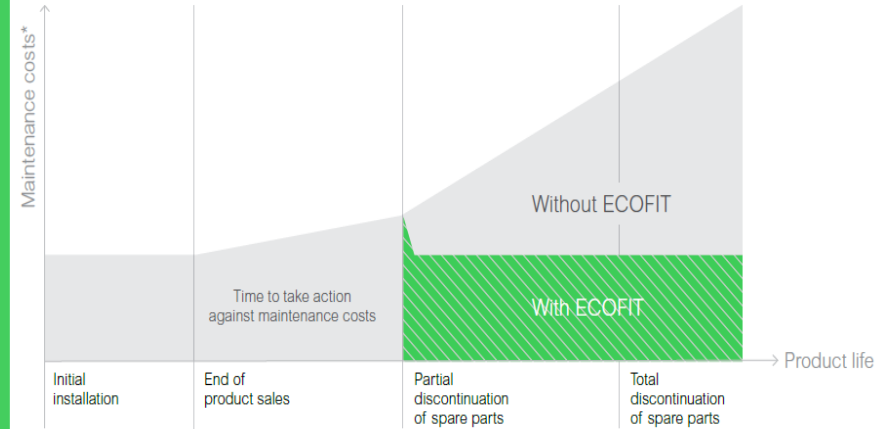 Maintenance costs*
Without ECOFIT
Time to take action
against maintenance costs
With ECOFIT
Product life
Initial
installation
End of
product sales
Partial
discontinuation
of spare parts
Total
discontinuation
of spare parts